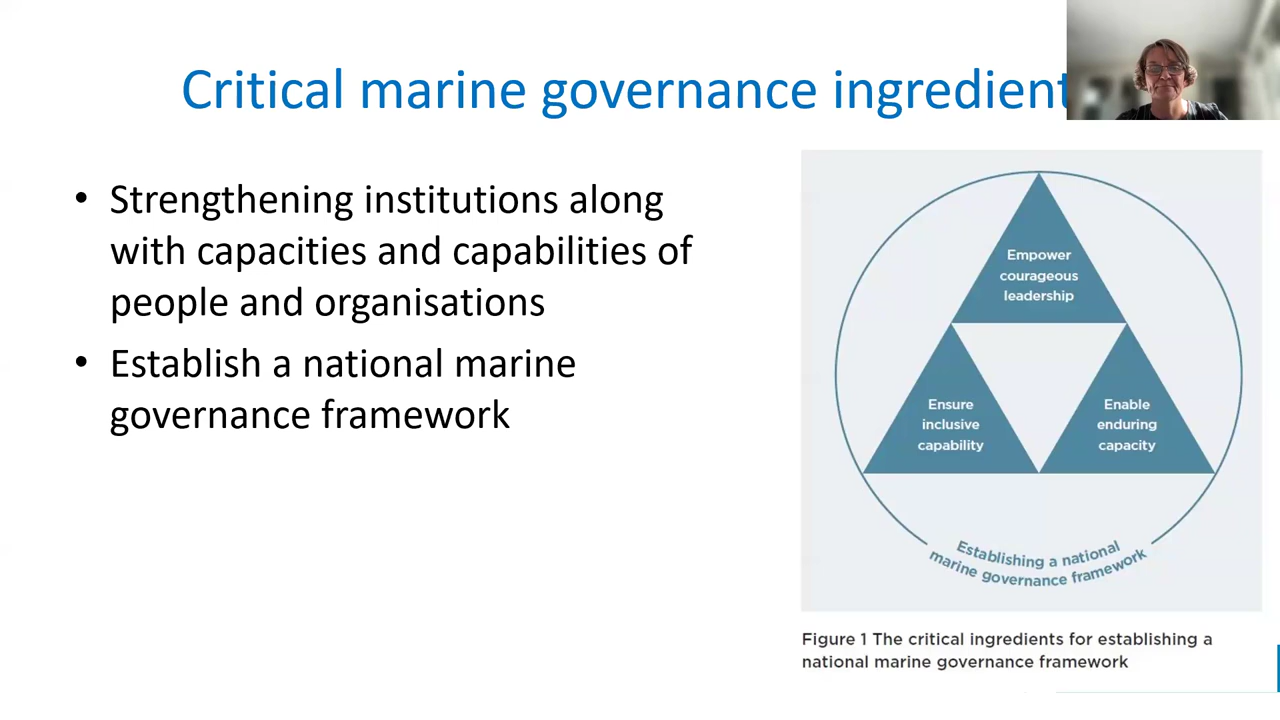 Critical marine governance ingredient
• Strengthening institutions along
with capacities and capabilities of
people and organisations
• Establish a national marine
governance framework
Empower
courageous
leadership
Ensure
inclusive
capability
Enable
enduring
capacity
Establishing a national
marine governance framework
Figure 1 The critical ingredients for establishing a
national marine governance framework